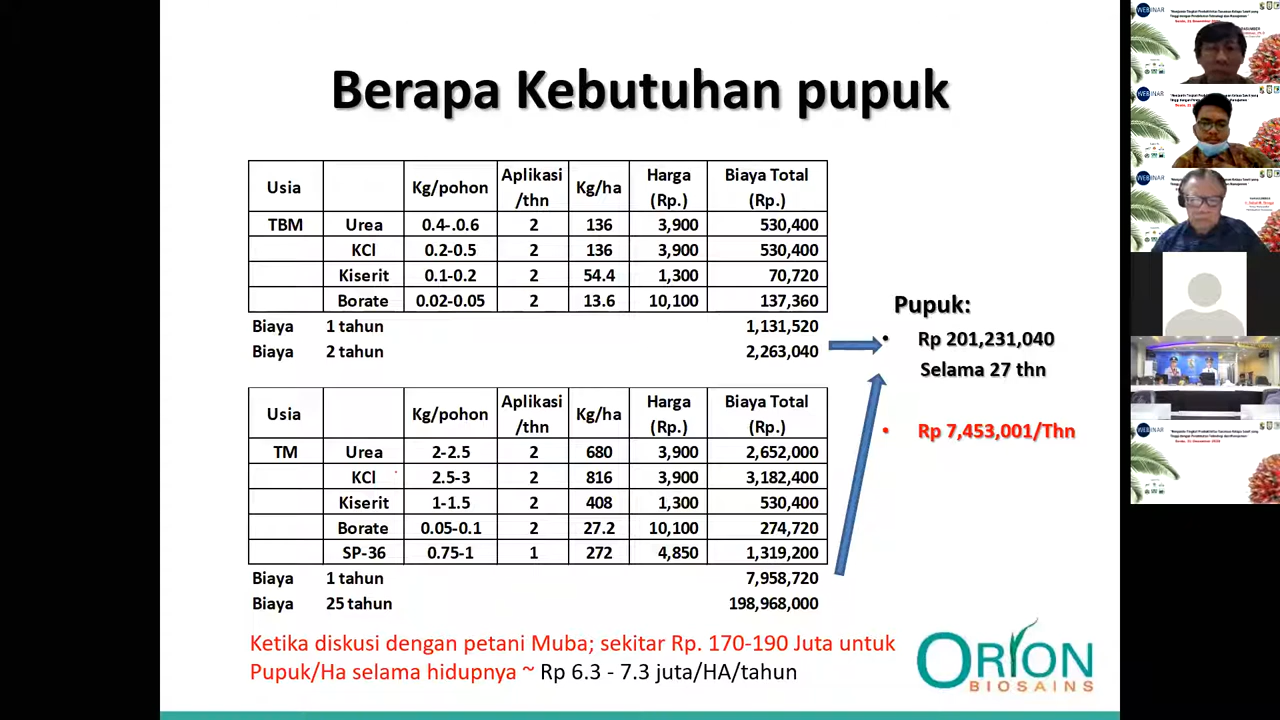 Berapa Kebutuhan pupuk
Usia Kg/pohon Aplikasi /thn Kg/ha Harga (Rp.) Biaya Total (Rp.)
TBM Urea 0.4-.0.6 2 136 3,900 530,400
KCl 0.2-0.5 2 136 3,900 530,400
Kiserit 0.1-0.2 2 54.4 1,300 70,720
Borate 0.02-0.05 2 13.6 10,100 137,360
Biaya 1 tahun 1,131,520
Biaya 2 tahun 2,263,040
Usia Kg/pohon Aplikasi /thn Kg/ha Harga (Rp.) Biaya Total (Rp.)
TM Urea 2-2.5 2 680 3,900 2,652,000
KCl 2.5-3 2 816 3,900 3,182,400
Kiserit 1-1.5 2 408 1,300 530,400
Borate 0.05-0.1 2 27.2 10,100 274,720
SP-36 0.75-1 1 272 4,850 1,319,200
Biaya 1 tahun 7,958,720
Biaya 25 tahun 198,968,000
Pupuk:
• Rp 201,231,040
Selama 27 thn
• Rp 7,453,001/Thn
Ketika diskusi dengan petani Muba; sekitar Rp. 170-190 Juta untuk
Pupuk/Ha selama hidupnya ~ Rp 6.3 - 7.3 juta/HA/tahun
ORION
BIOSAINS
WEBINAR
WEBINAR
WEBINAR
WEBINAR